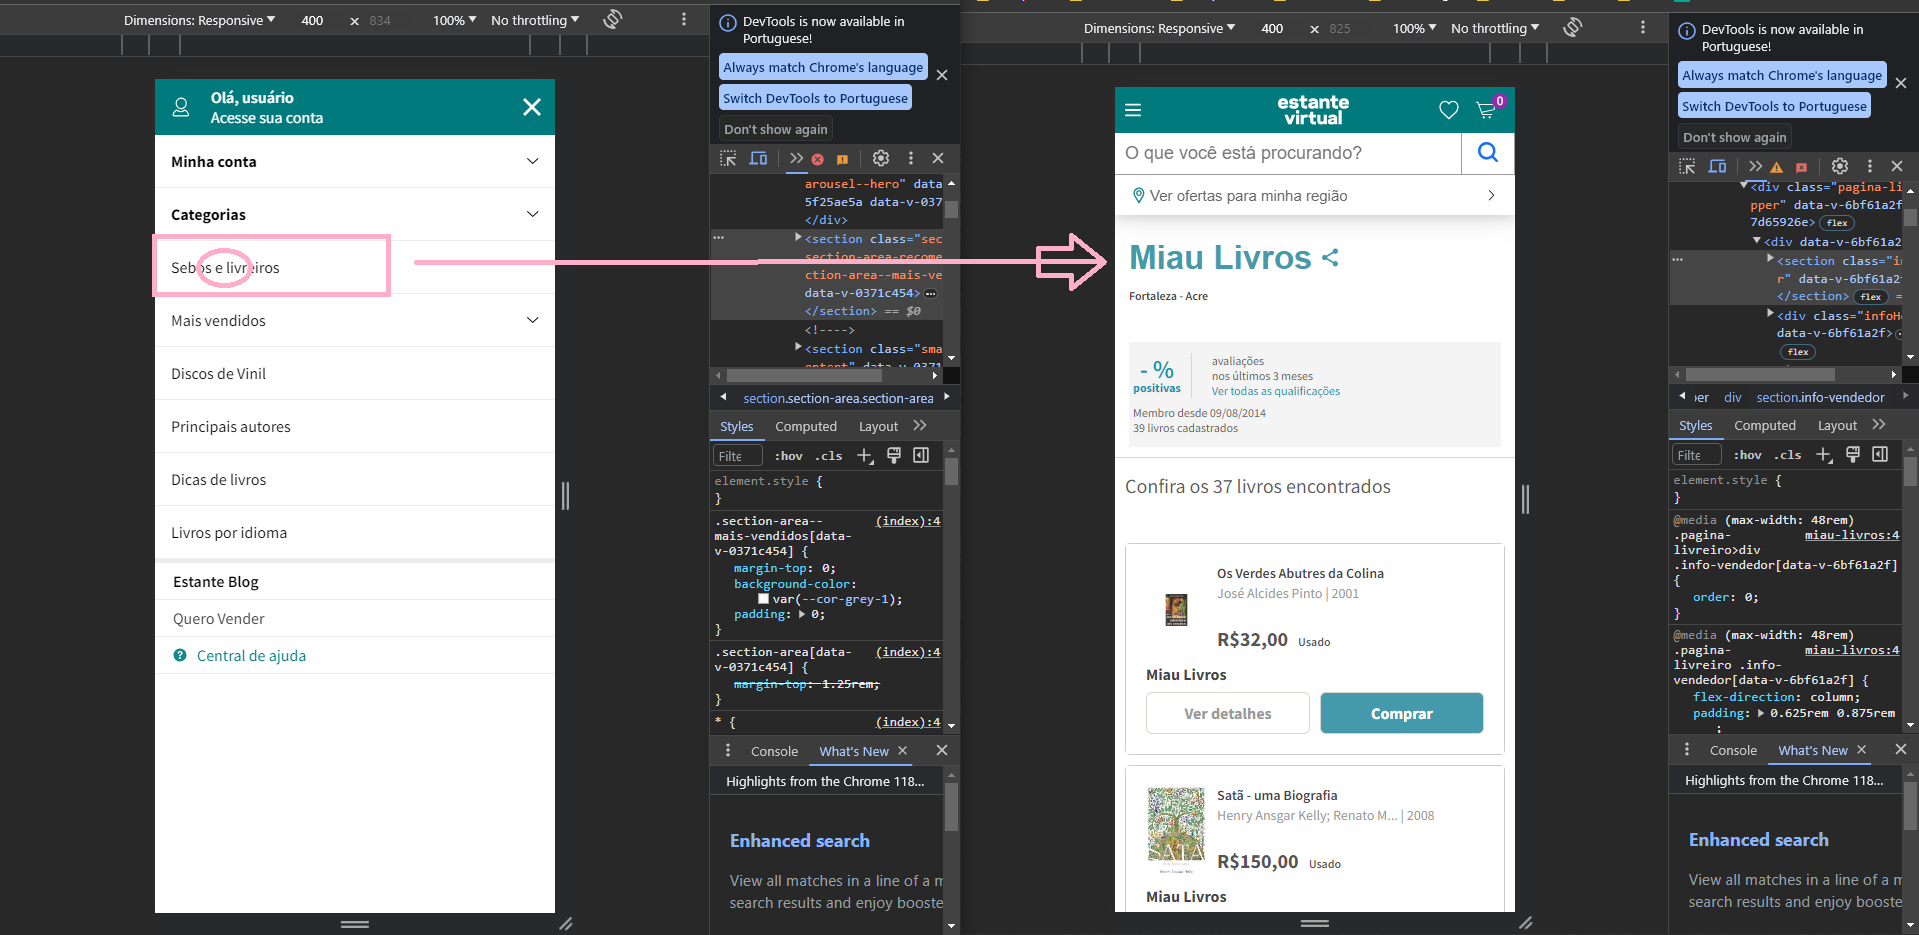 Dimensions: Responsive 400 x 834 100% No throttling
DevTools is now available in
Portuguese!
Always match Chrome's language
Switch DevTools to Portuguese
Don't show again
Olá, usuário
Acesse sua conta
Minha conta
Categorias
Sebos e livreiros
Mais vendidos
Discos de Vinil
Principais autores
Dicas de livros
Livros por idioma
Estante Blog
Quero Vender
Central de ajuda
arousel--hero" data
5f25ae5a data-v-037
</div>
<section class="sec
section-area-recome
ction-area--mais-ve
data-v-0371c454>
</section> == $0
<!---->
<section class="sma
section.section-area.section-area
Styles Computed Layout
Filte :hov .cls
element.style {
}
.section-area-- (index):4
mais-vendidos[data-
v-0371c454] {
margin-top: 0;
background-color:
var(--cor-grey-1);
padding: 0;
}
.section-area[data- (index):4
v-0371c454] {
margin-top: 1.25rem;
}
* { (index):4
Console What's New
Highlights from the Chrome 118...
Enhanced search
View all matches in a line of a m
search results and enjoy booste
Dimensions: Responsive 400 x 825 100% No throttling
DevTools is now available in
Portuguese!
Always match Chrome's language
Switch DevTools to Portuguese
Don't show again
estante
virtual
0
O que você está procurando?
Ver ofertas para minha região
Miau Livros
Fortaleza - Acre
- %
positivas
avaliações
nos últimos 3 meses
Ver todas as qualificações
Membro desde 09/08/2014
39 livros cadastrados
Confira os 37 livros encontrados
Os Verdes Abutres da Colina
José Alcides Pinto | 2001
R$32,00 Usado
Miau Livros
Ver detalhes Comprar
Satã - uma Biografia
Henry Ansgar Kelly; Renato M... | 2008
SATÃ
R$150,00 Usado
Miau Livros
<div class="pagina-li
pper" data-v-6bf61a2f
7d65926e> flex
<div data-v-6bf61a2
<section class="in
r" data-v-6bf61a2f
</section> flex =
<div class="infoH
data-v-6bf61a2f>
flex
per div section.info-vendedor
Styles Computed Layout
Filte :hov .cls
element.style {
}
@media (max-width: 48rem)
.pagina- miau-livros:4
livreiro>div
.info-vendedor[data-v-6bf61a2f]
{
order: 0;
}
@media (max-width: 48rem)
.pagina- miau-livros:4
livreiro .info-
vendedor[data-v-6bf61a2f] {
flex-direction: column;
padding: 0.625rem 0.875rem
;
Console What's New
Highlights from the Chrome 118...
Enhanced search
View all matches in a line of a m
search results and enjoy booste